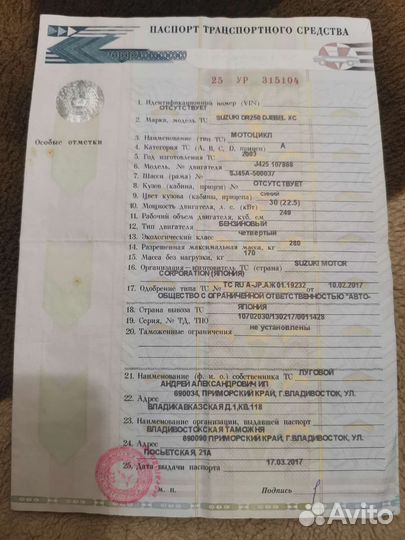 ПАСПОРТ ТРАНСПОРТНОГО СРЕДСТВА
25 УР 315104
Особые отметки
1. Идентификационный номер (VIN)
ОТСУТСТВУЕТ
2. Марка, модель ТС SUZUKI DR250 DJEBEL XC
3. Наименование (тип ТС) МОТОЦИКЛ
4. Категория ТС (A, B, C, D, прицеп) A
5. Год изготовления ТС 2003
6. Модель, № двигателя J425 107868
7. Шасси (рама) № SJ45A-500037
8. Кузов (кабина, прицеп) № ОТСУТСТВУЕТ
9. Цвет кузова (кабины, прицепа) СИНИЙ
10. Мощность двигателя, л. с. (кВт) 30 (22.5)
11. Рабочий объем двигателя, куб. см 249
12. Тип двигателя БЕНЗИНОВЫЙ
13. Экологический класс четвертый
14. Разрешенная максимальная масса, кг 280
15. Масса без нагрузки, кг 170
16. Организация—изготовитель ТС (страна) SUZUKI MOTOR
CORPORATION (ЯПОНИЯ)
17. Одобрение типа ТС № ТС RU A-JP.АЖ01.19232 10.02.2017
ОБЩЕСТВО С ОГРАНИЧЕННОЙ ОТВЕТСТВЕННОСТЬЮ "АВТО-
18. Страна вывоза ТС ЯПОНИЯ
19. Серия, № ТД, ТПО 10702030/130217/0011428
20. Таможенные ограничения не установлены
21. Наименование (ф. и. о.) собственника ТС ЛУГОВОЙ
АНДРЕЙ АЛЕКСАНДРОВИЧ ИП
22. Адрес 690034, ПРИМОРСКИЙ КРАЙ, Г.ВЛАДИВОСТОК, УЛ.
ВЛАДИКАВКАЗСКАЯ Д.1,КВ.118
23. Наименование организации, выдавшей паспорт
ВЛАДИВОСТОКСКАЯ ТАМОЖНЯ
24. Адрес 690090 ПРИМОРСКИЙ КРАЙ, Г.ВЛАДИВОСТОК, УЛ.
ПОСЬЕТСКАЯ, 21А
25. Дата выдачи паспорта 17.03.2017
М. П. Подпись
Avito